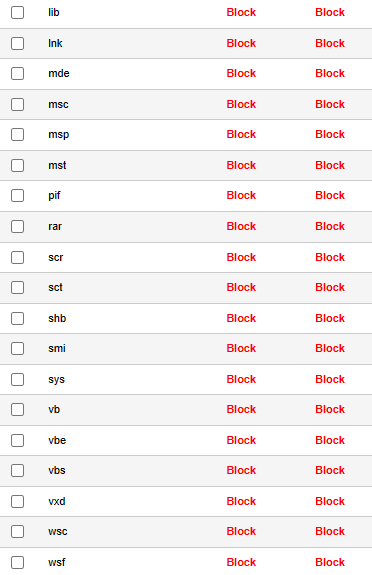 lib Block Block
lnk Block Block
mde Block Block
msc Block Block
msp Block Block
mst Block Block
pif Block Block
rar Block Block
scr Block Block
sct Block Block
shb Block Block
smi Block Block
sys Block Block
vb Block Block
vbe Block Block
vbs Block Block
vxd Block Block
wsc Block Block
wsf Block Block